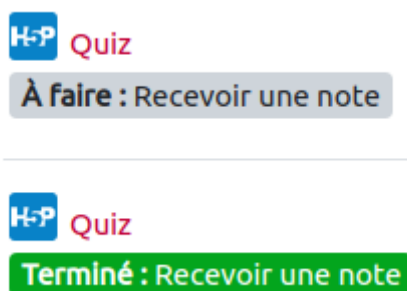 H5P Quiz
À faire : Recevoir une note
H5P Quiz
Terminé : Recevoir une note